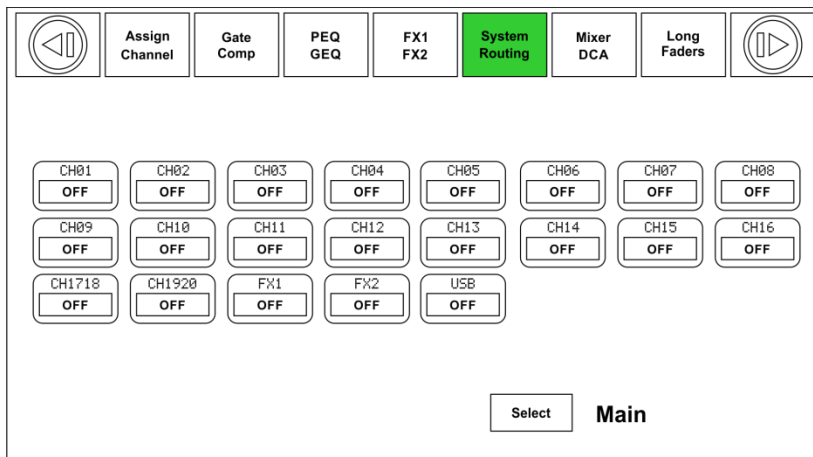 Assign Channel Gate Comp PEQ GEQ FX1 FX2 System Routing Mixer DCA Long Faders
CH01 CH02 CH03 CH04 CH05 CH06 CH07 CH08
OFF OFF OFF OFF OFF OFF OFF OFF
CH09 CH10 CH11 CH12 CH13 CH14 CH15 CH16
OFF OFF OFF OFF OFF OFF OFF OFF
CH1718 CH1920 FX1 FX2 USB
OFF OFF OFF OFF OFF
Select Main